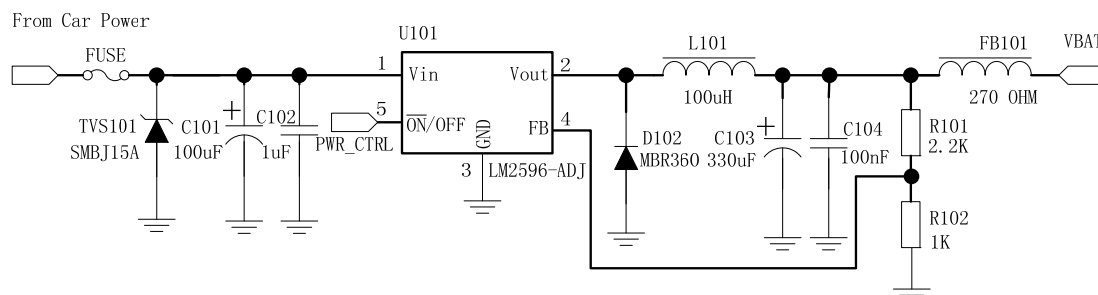 From Car Power
FUSE
U101
L101
FB101
VBAT
1
Vin
Vout
2
100uH
270 OHM
5
ON/OFF
GND
FB
4
PWR_CTRL
3
LM2596-ADJ
TVS101
SMBJ15A
C101
100uF
C102
1uF
D102
MBR360
C103
330uF
C104
100nF
R101
2.2K
R102
1K